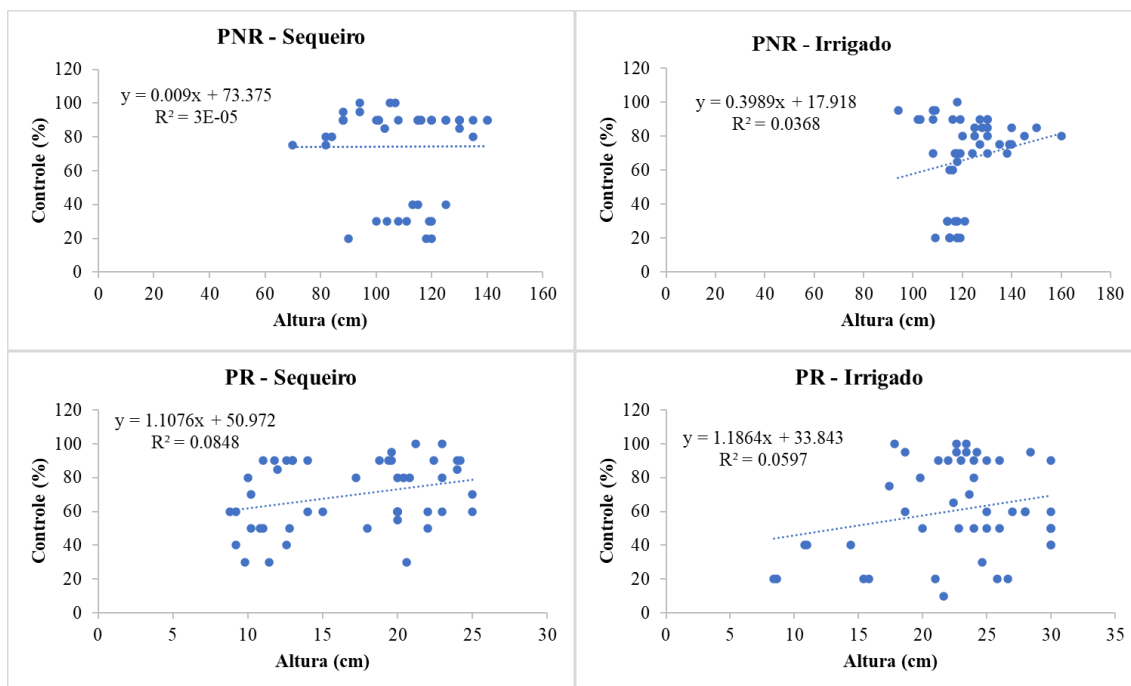 PNR - Sequeiro
y = 0.009x + 73.375
R² = 3E-05
Controle (%)
120
100
80
60
40
20
0
0 20 40 60 80 100 120 140 160
Altura (cm)
PNR - Irrigado
y = 0.3989x + 17.918
R² = 0.0368
Controle (%)
120
100
80
60
40
20
0
0 20 40 60 80 100 120 140 160 180
Altura (cm)
PR - Sequeiro
y = 1.1076x + 50.972
R² = 0.0848
Controle (%)
120
100
80
60
40
20
0
0 5 10 15 20 25 30
Altura (cm)
PR - Irrigado
y = 1.1864x + 33.843
R² = 0.0597
Controle (%)
120
100
80
60
40
20
0
0 5 10 15 20 25 30 35
Altura (cm)